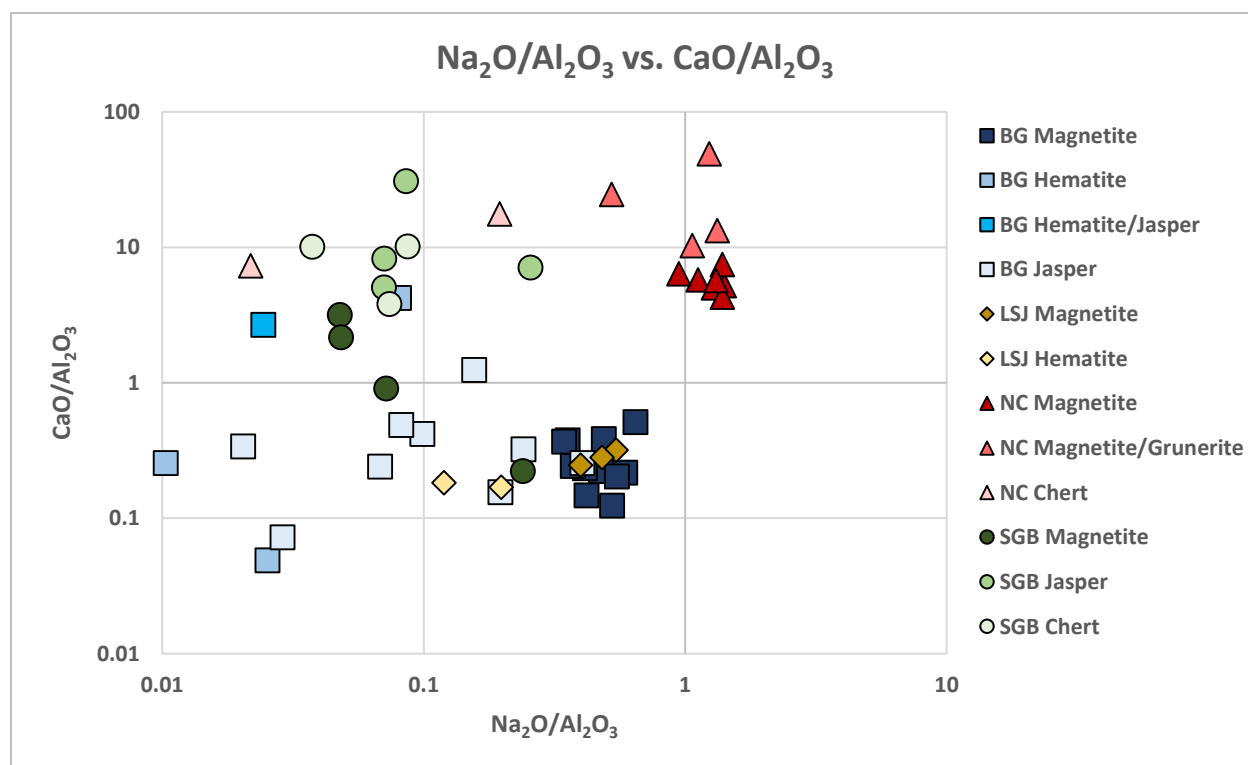 Na₂O/Al₂O₃ vs. CaO/Al₂O₃
100
10
1
0.1
0.01
CaO/Al₂O₃
0.01 0.1 1 10
Na₂O/Al₂O₃
BG Magnetite
BG Hematite
BG Hematite/Jasper
BG Jasper
LSJ Magnetite
LSJ Hematite
NC Magnetite
NC Magnetite/Grunerite
NC Chert
SGB Magnetite
SGB Jasper
SGB Chert